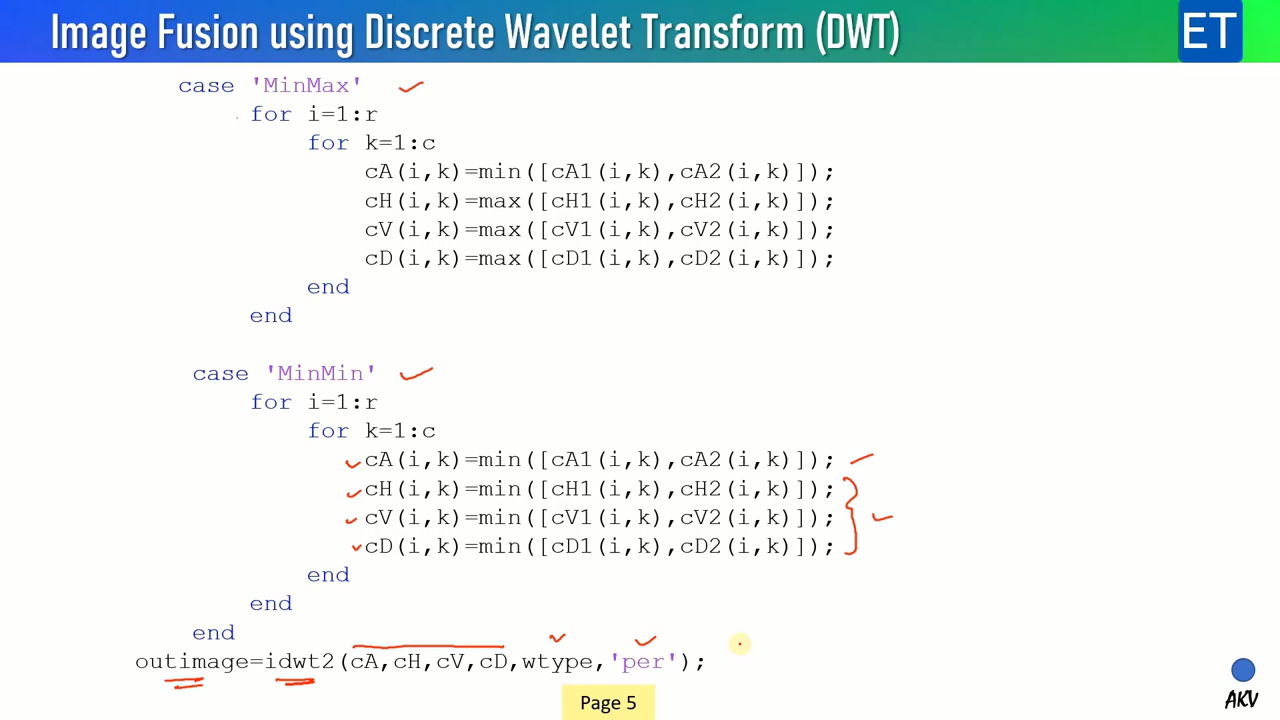 Image Fusion using Discrete Wavelet Transform (DWT)
ET
case 'MinMax'
for i=1:r
for k=1:c
cA(i,k)=min([cA1(i,k),cA2(i,k)]);
cH(i,k)=max([cH1(i,k),cH2(i,k)]);
cV(i,k)=max([cV1(i,k),cV2(i,k)]);
cD(i,k)=max([cD1(i,k),cD2(i,k)]);
end
end
case 'MinMin'
for i=1:r
for k=1:c
cA(i,k)=min([cA1(i,k),cA2(i,k)]);
cH(i,k)=min([cH1(i,k),cH2(i,k)]);
cV(i,k)=min([cV1(i,k),cV2(i,k)]);
cD(i,k)=min([cD1(i,k),cD2(i,k)]);
end
end
end
outimage=idwt2(cA,cH,cV,cD,wtype,'per');
Page 5
AKV